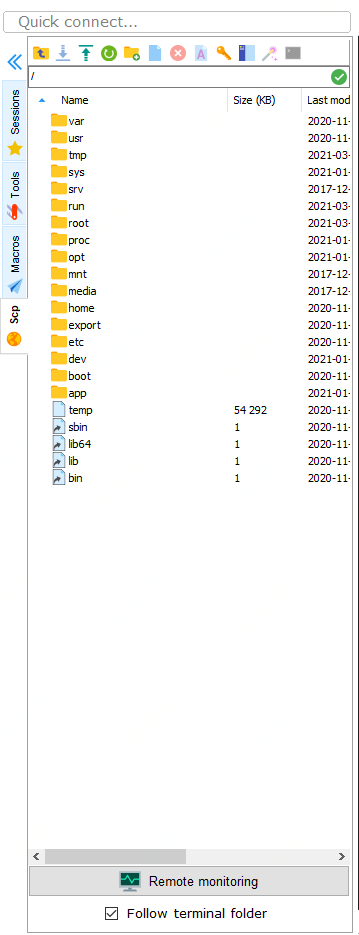 Quick connect...
/
Name Size (KB) Last mod
var 2020-11-
usr 2020-11-
tmp 2021-03-
sys 2021-01-
srv 2017-12-
run 2021-03-
root 2021-03-
proc 2021-01-
opt 2021-01-
mnt 2017-12-
media 2017-12-
home 2020-11-
export 2020-11-
etc 2020-11-
dev 2021-01-
boot 2020-11-
app 2021-01-
temp 54 292 2020-11-
sbin 1 2020-11-
lib64 1 2020-11-
lib 1 2020-11-
bin 1 2020-11-
Sessions
Tools
Macros
Scp
Remote monitoring
Follow terminal folder